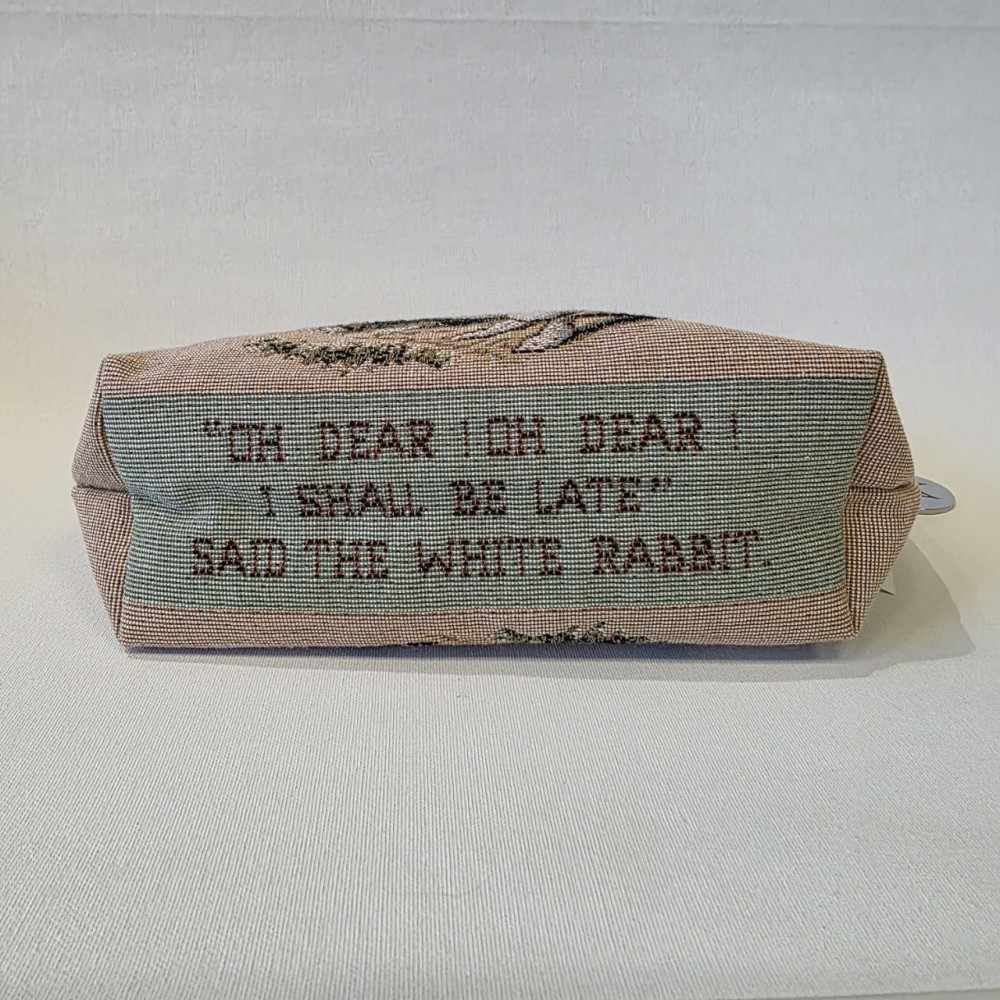 "OH DEAR ! OH DEAR !
I SHALL BE LATE"
SAID THE WHITE RABBIT.